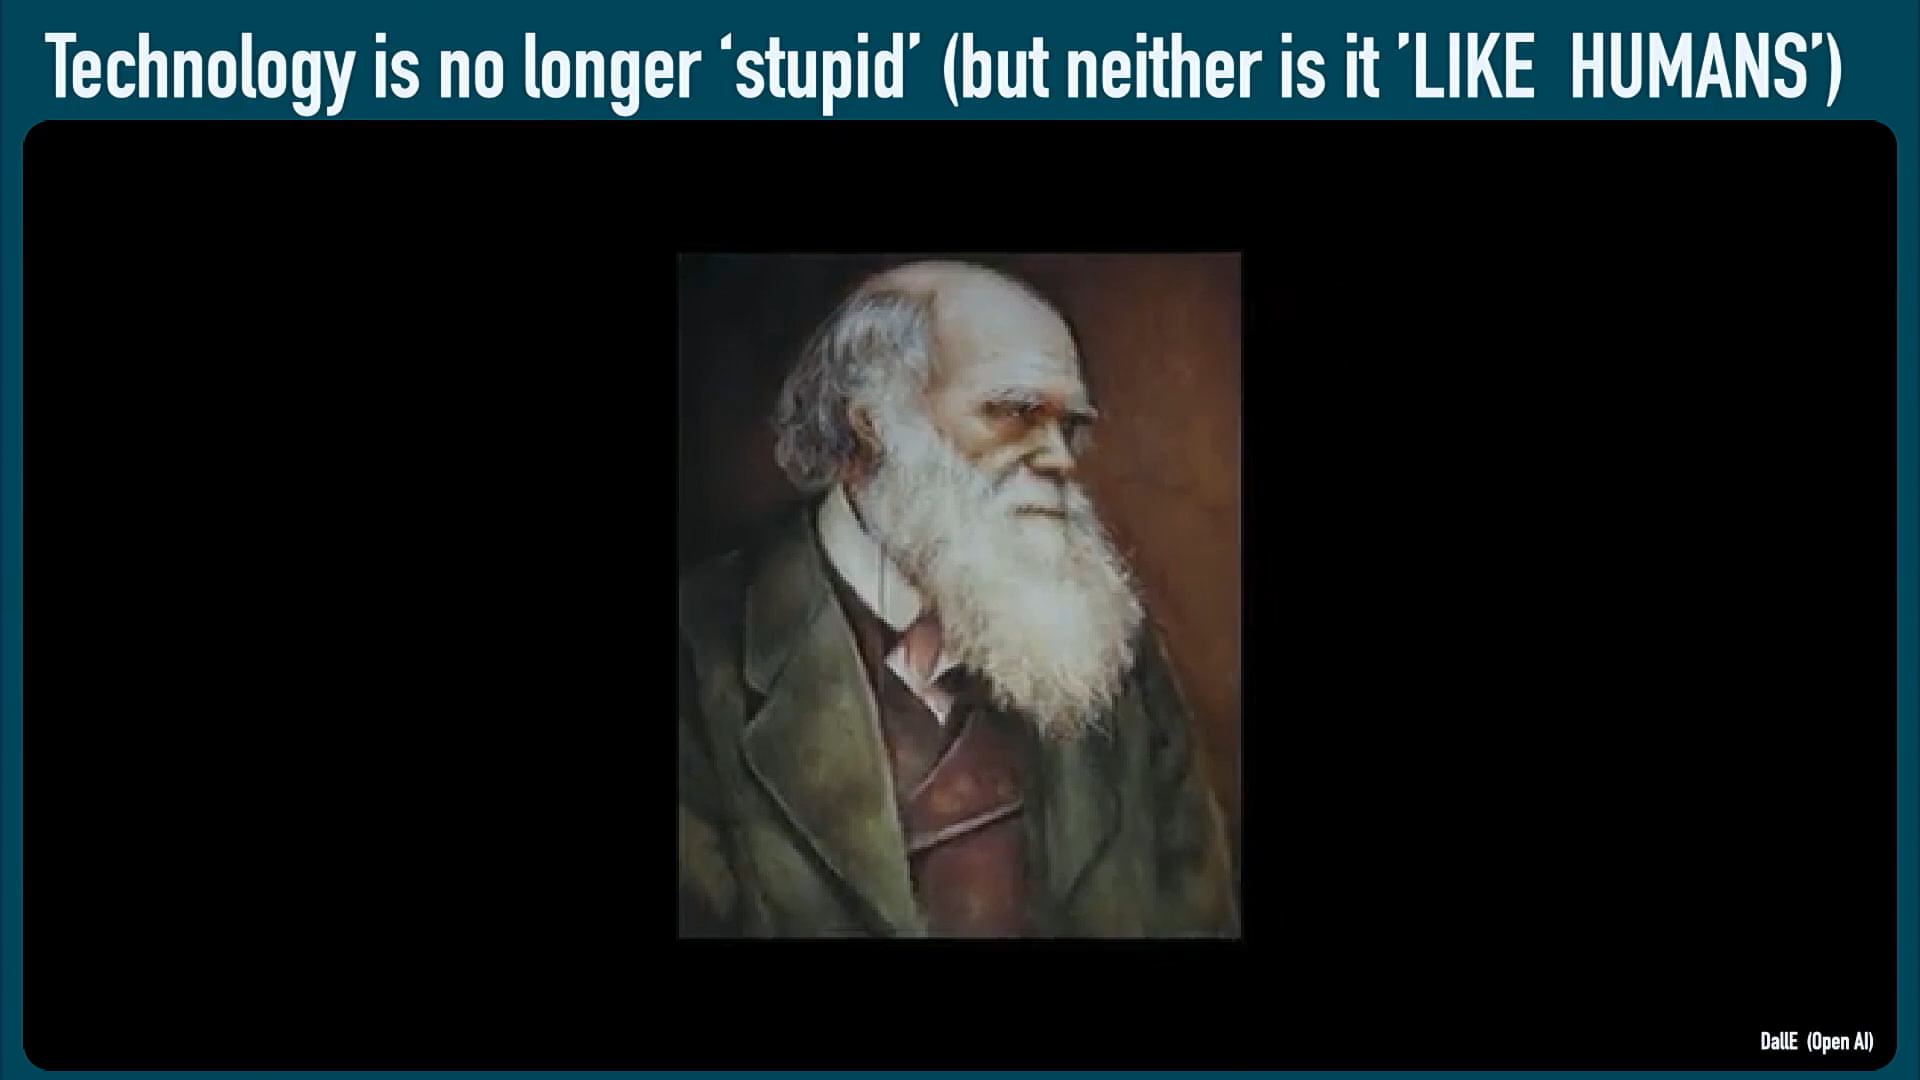 Technology is no longer ‘stupid’ (but neither is it ’LIKE HUMANS’)
DallE (Open AI)